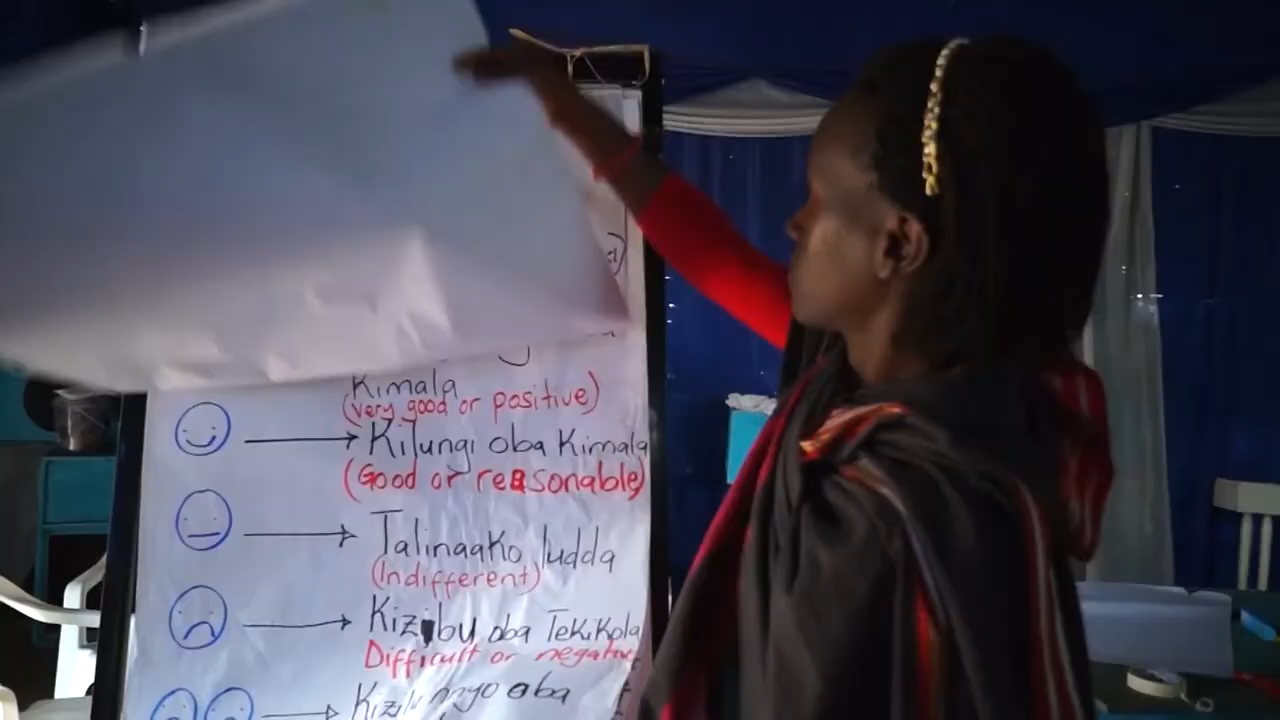 Kimala
(very good or positive)
Kilungi oba Kimala
(Good or reasonable)
Talinaako ludda
(Indifferent)
Kizibu oba Tekikola
Difficult or negative
oba